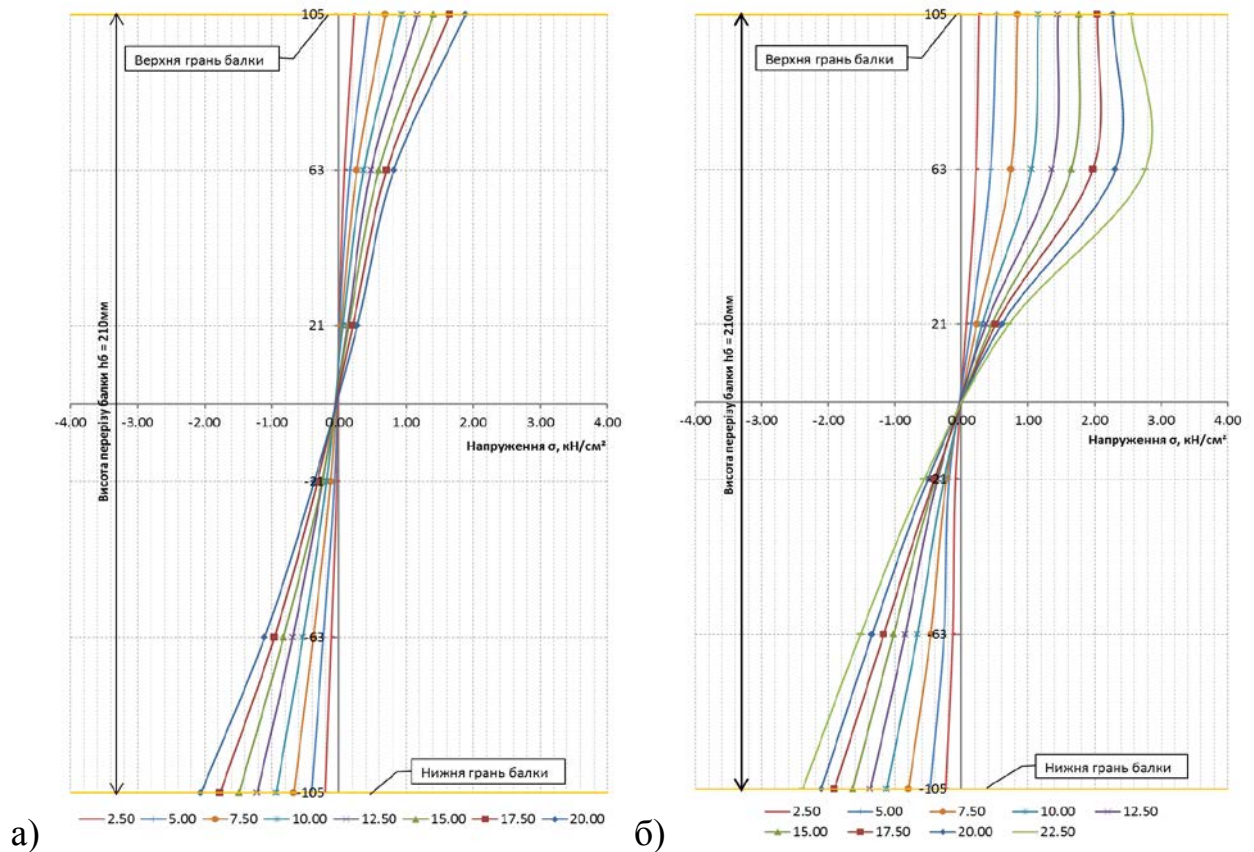 105
Верхня грань балки
63
21
Висота перерізу балки hб = 210мм
-4.00 -3.00 -2.00 -1.00 0.00 1.00 2.00 3.00 4.00
Напруження σ, кН/см²
-21
-63
Нижня грань балки
-105
2.50 5.00 7.50 10.00 12.50 15.00 17.50 20.00
а)
105
Верхня грань балки
63
21
Висота перерізу балки hб = 210мм
-4.00 -3.00 -2.00 -1.00 0.00 1.00 2.00 3.00 4.00
Напруження σ, кН/см²
-21
-63
Нижня грань балки
-105
2.50 5.00 7.50 10.00 12.50
15.00 17.50 20.00 22.50
б)